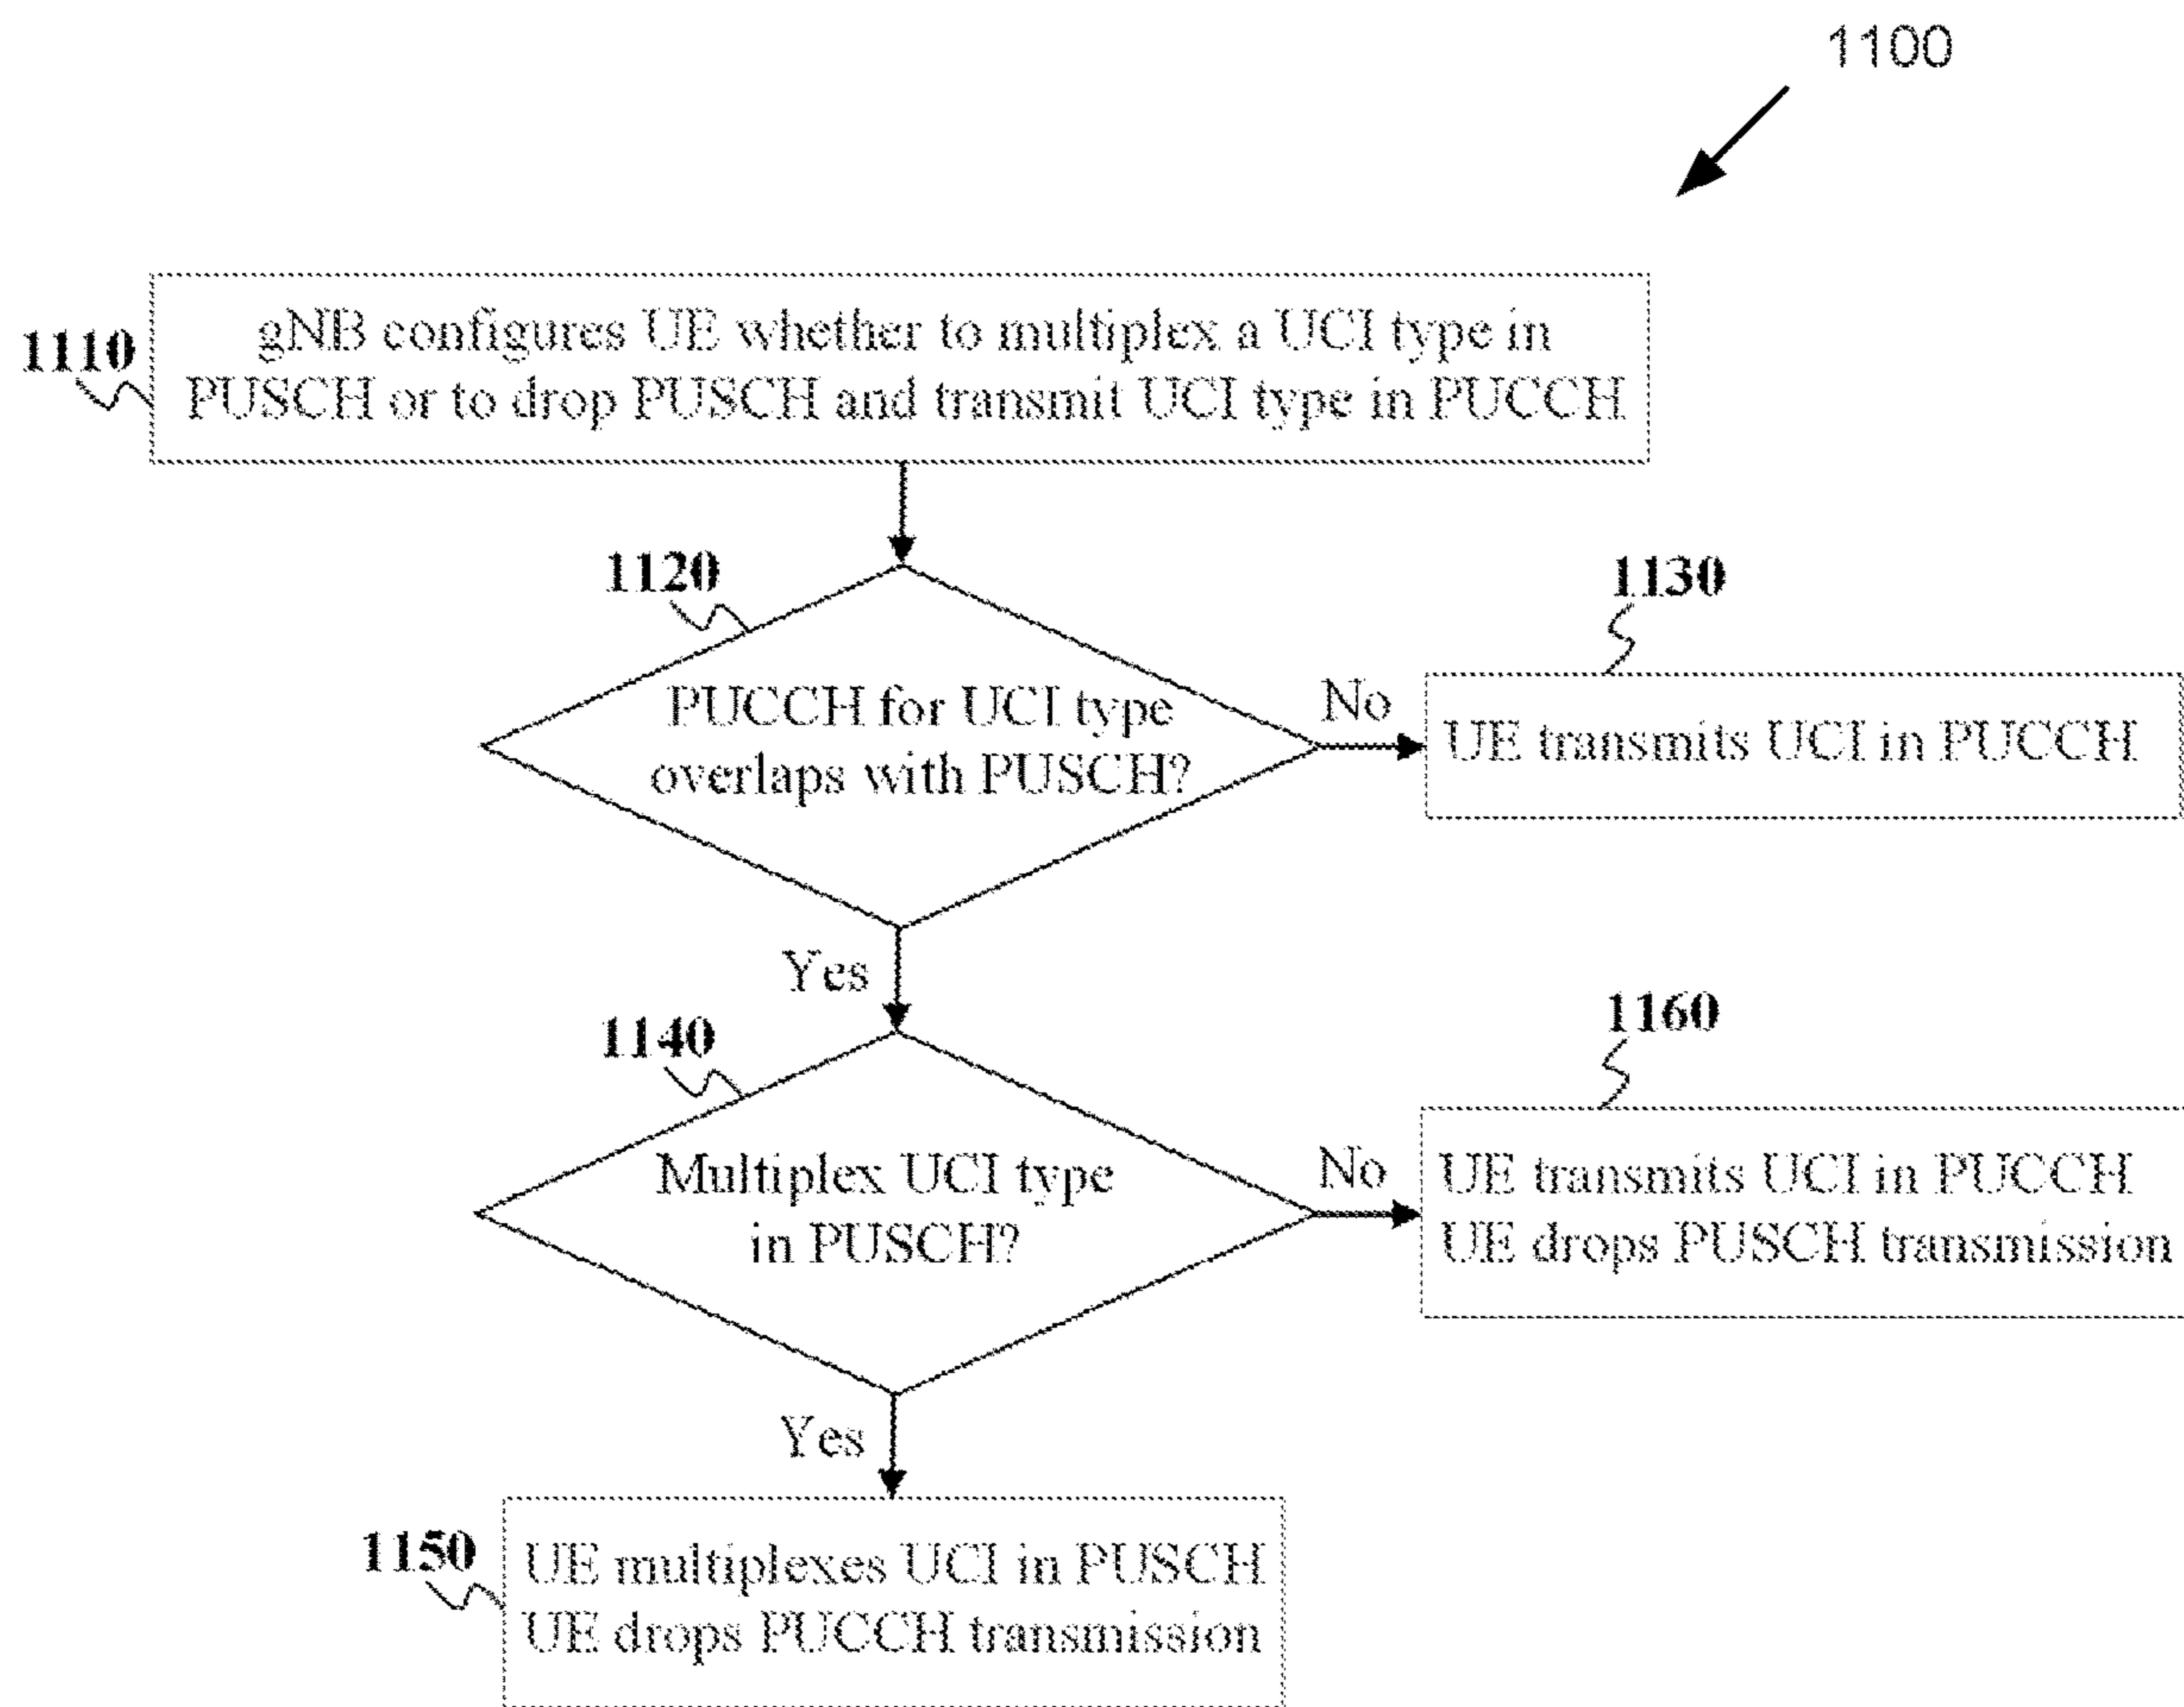 1100
1110
gNB configures UE whether to multiplex a UCI type in
PUSCH or to drop PUSCH and transmit UCI type in PUCCH
1120
PUCCH for UCI type
overlaps with PUSCH?
No
1130
UE transmits UCI in PUCCH
Yes
1140
Multiplex UCI type
in PUSCH?
No
1160
UE transmits UCI in PUCCH
UE drops PUSCH transmission
Yes
1150
UE multiplexes UCI in PUSCH
UE drops PUCCH transmission